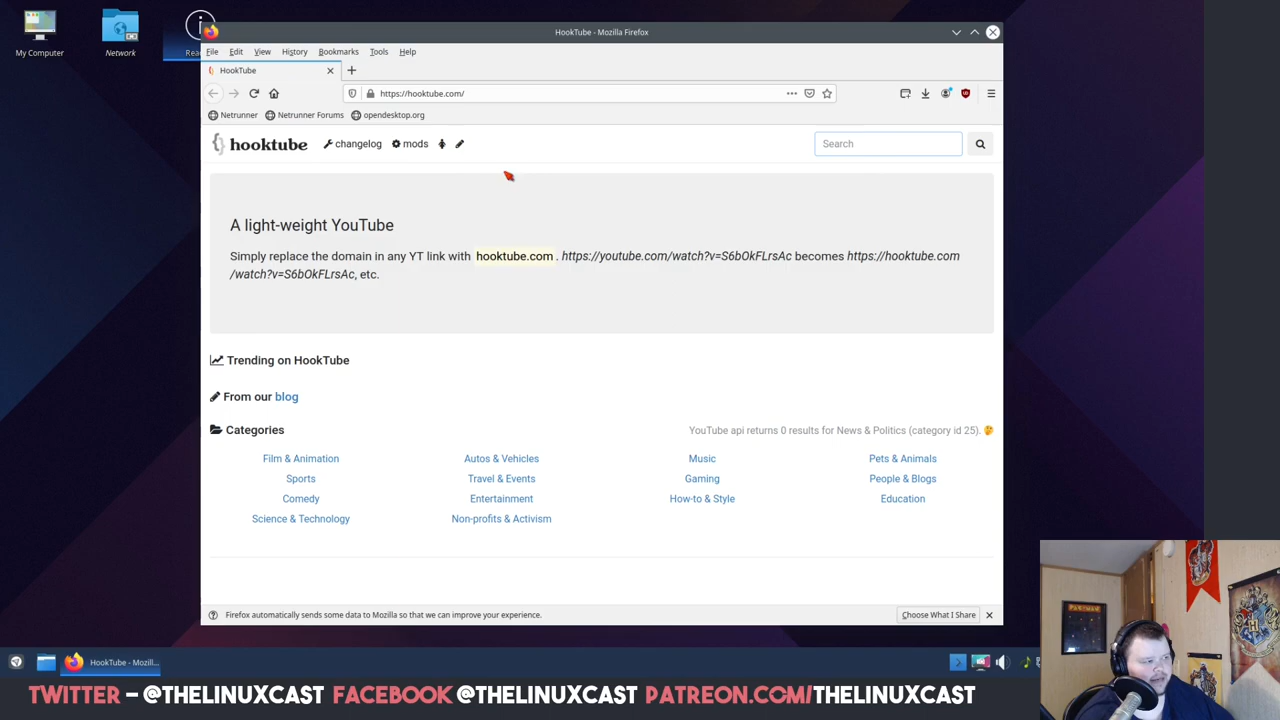 HookTube - Mozilla Firefox
My Computer
Network
File Edit View History Bookmarks Tools Help
HookTube
https://hooktube.com/
Netrunner Netrunner Forums opendesktop.org
hooktube changelog mods Search
A light-weight YouTube
Simply replace the domain in any YT link with hooktube.com . https://youtube.com/watch?v=S6bOkFLrsAc becomes https://hooktube.com
/watch?v=S6bOkFLrsAc, etc.
Trending on HookTube
From our blog
Categories YouTube api returns 0 results for News & Politics (category id 25).
Film & Animation Autos & Vehicles Music Pets & Animals
Sports Travel & Events Gaming People & Blogs
Comedy Entertainment How-to & Style Education
Science & Technology Non-profits & Activism
Firefox automatically sends some data to Mozilla so that we can improve your experience. Choose What I Share
HookTube - Mozill...
TWITTER - @THELINUXCAST FACEBOOK @THELINUXCAST PATREON.COM/THELINUXCAST